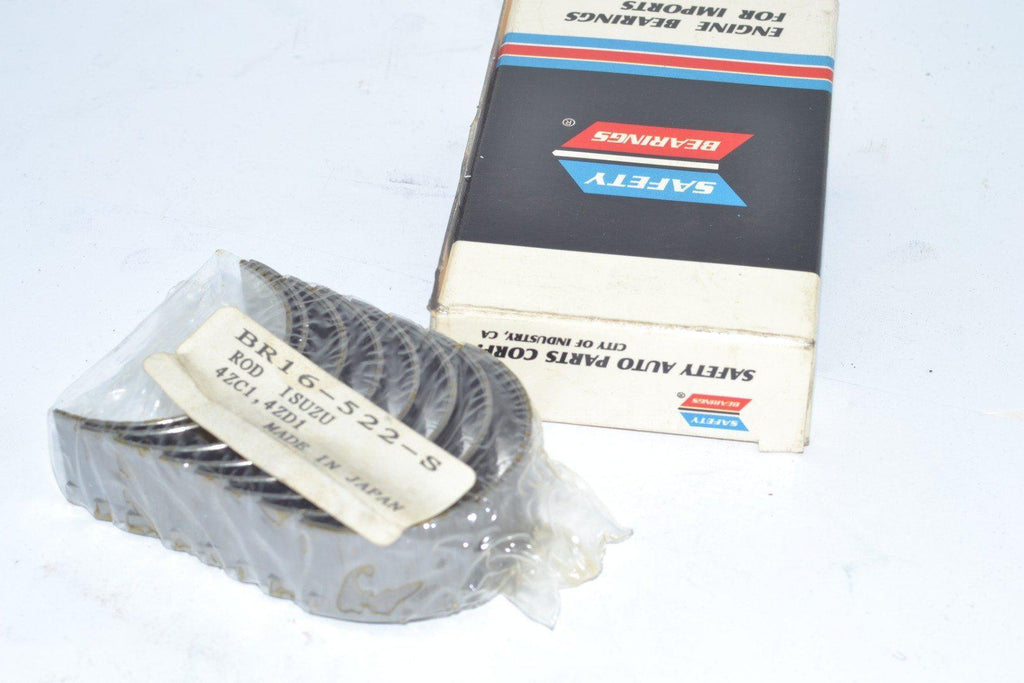 ENGINE BEARINGS
FOR IMPORTS
SAFETY
BEARINGS ®
SAFETY AUTO PARTS CORP.
CITY OF INDUSTRY, CA
SAFETY
BEARINGS ®
BR16-522-S
ROD ISUZU
4ZC1, 4ZD1
MADE IN JAPAN